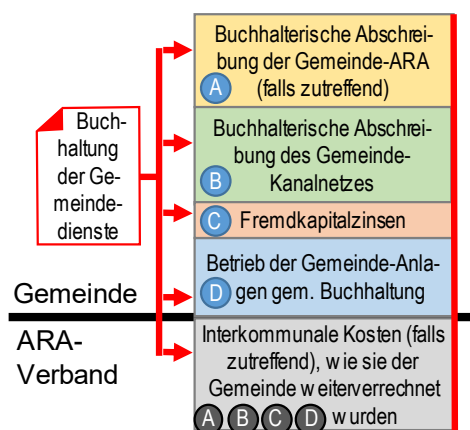 Buch-
haltung
der Ge-
meinde-
dienste
Buchhalterische Abschrei-
bung der Gemeinde-ARA
A (falls zutreffend)
Buchhalterische Abschrei-
bung des Gemeinde-
B Kanalnetzes
C Fremdkapitalzinsen
Betrieb der Gemeinde-Anla-
D gen gem. Buchhaltung
Gemeinde
ARA-
Verband
Interkommunale Kosten (falls
zutreffend), wie sie der
Gemeinde weiterverrechnet
A B C D wurden